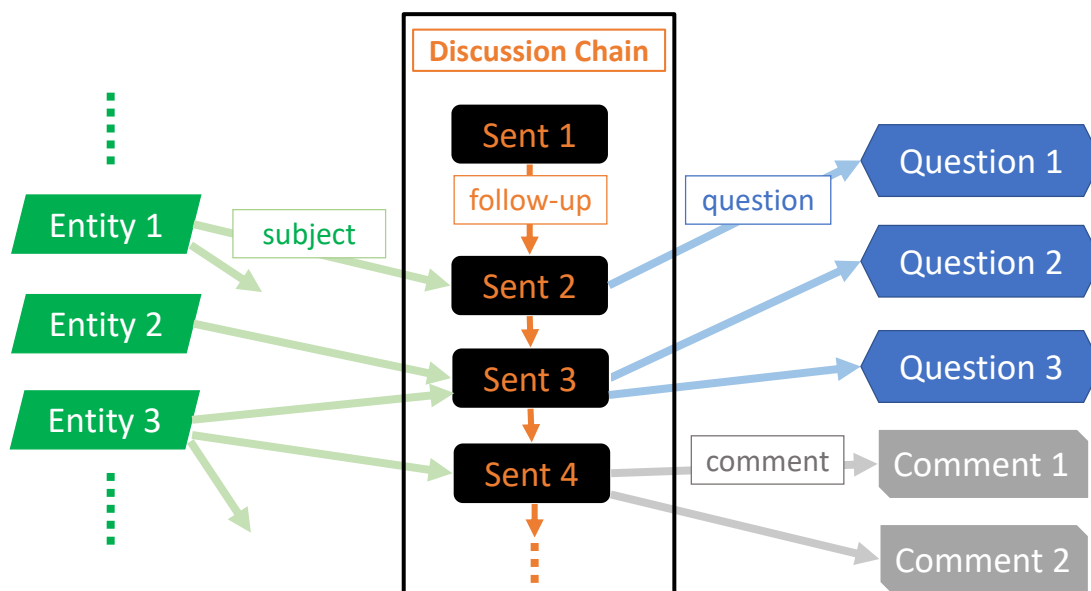 Discussion Chain
Sent 1
follow-up
Sent 2
Sent 3
Sent 4
Entity 1
Entity 2
Entity 3
subject
question
Question 1
Question 2
Question 3
comment
Comment 1
Comment 2